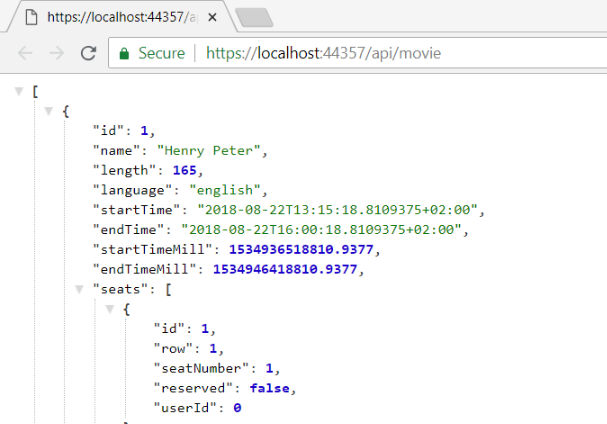 https://localhost:44357/a
Secure | https://localhost:44357/api/movie
[
{
"id": 1,
"name": "Henry Peter",
"length": 165,
"language": "english",
"startTime": "2018-08-22T13:15:18.8109375+02:00",
"endTime": "2018-08-22T16:00:18.8109375+02:00",
"startTimeMill": 1534936518810.9377,
"endTimeMill": 1534946418810.9377,
"seats": [
{
"id": 1,
"row": 1,
"seatNumber": 1,
"reserved": false,
"userId": 0